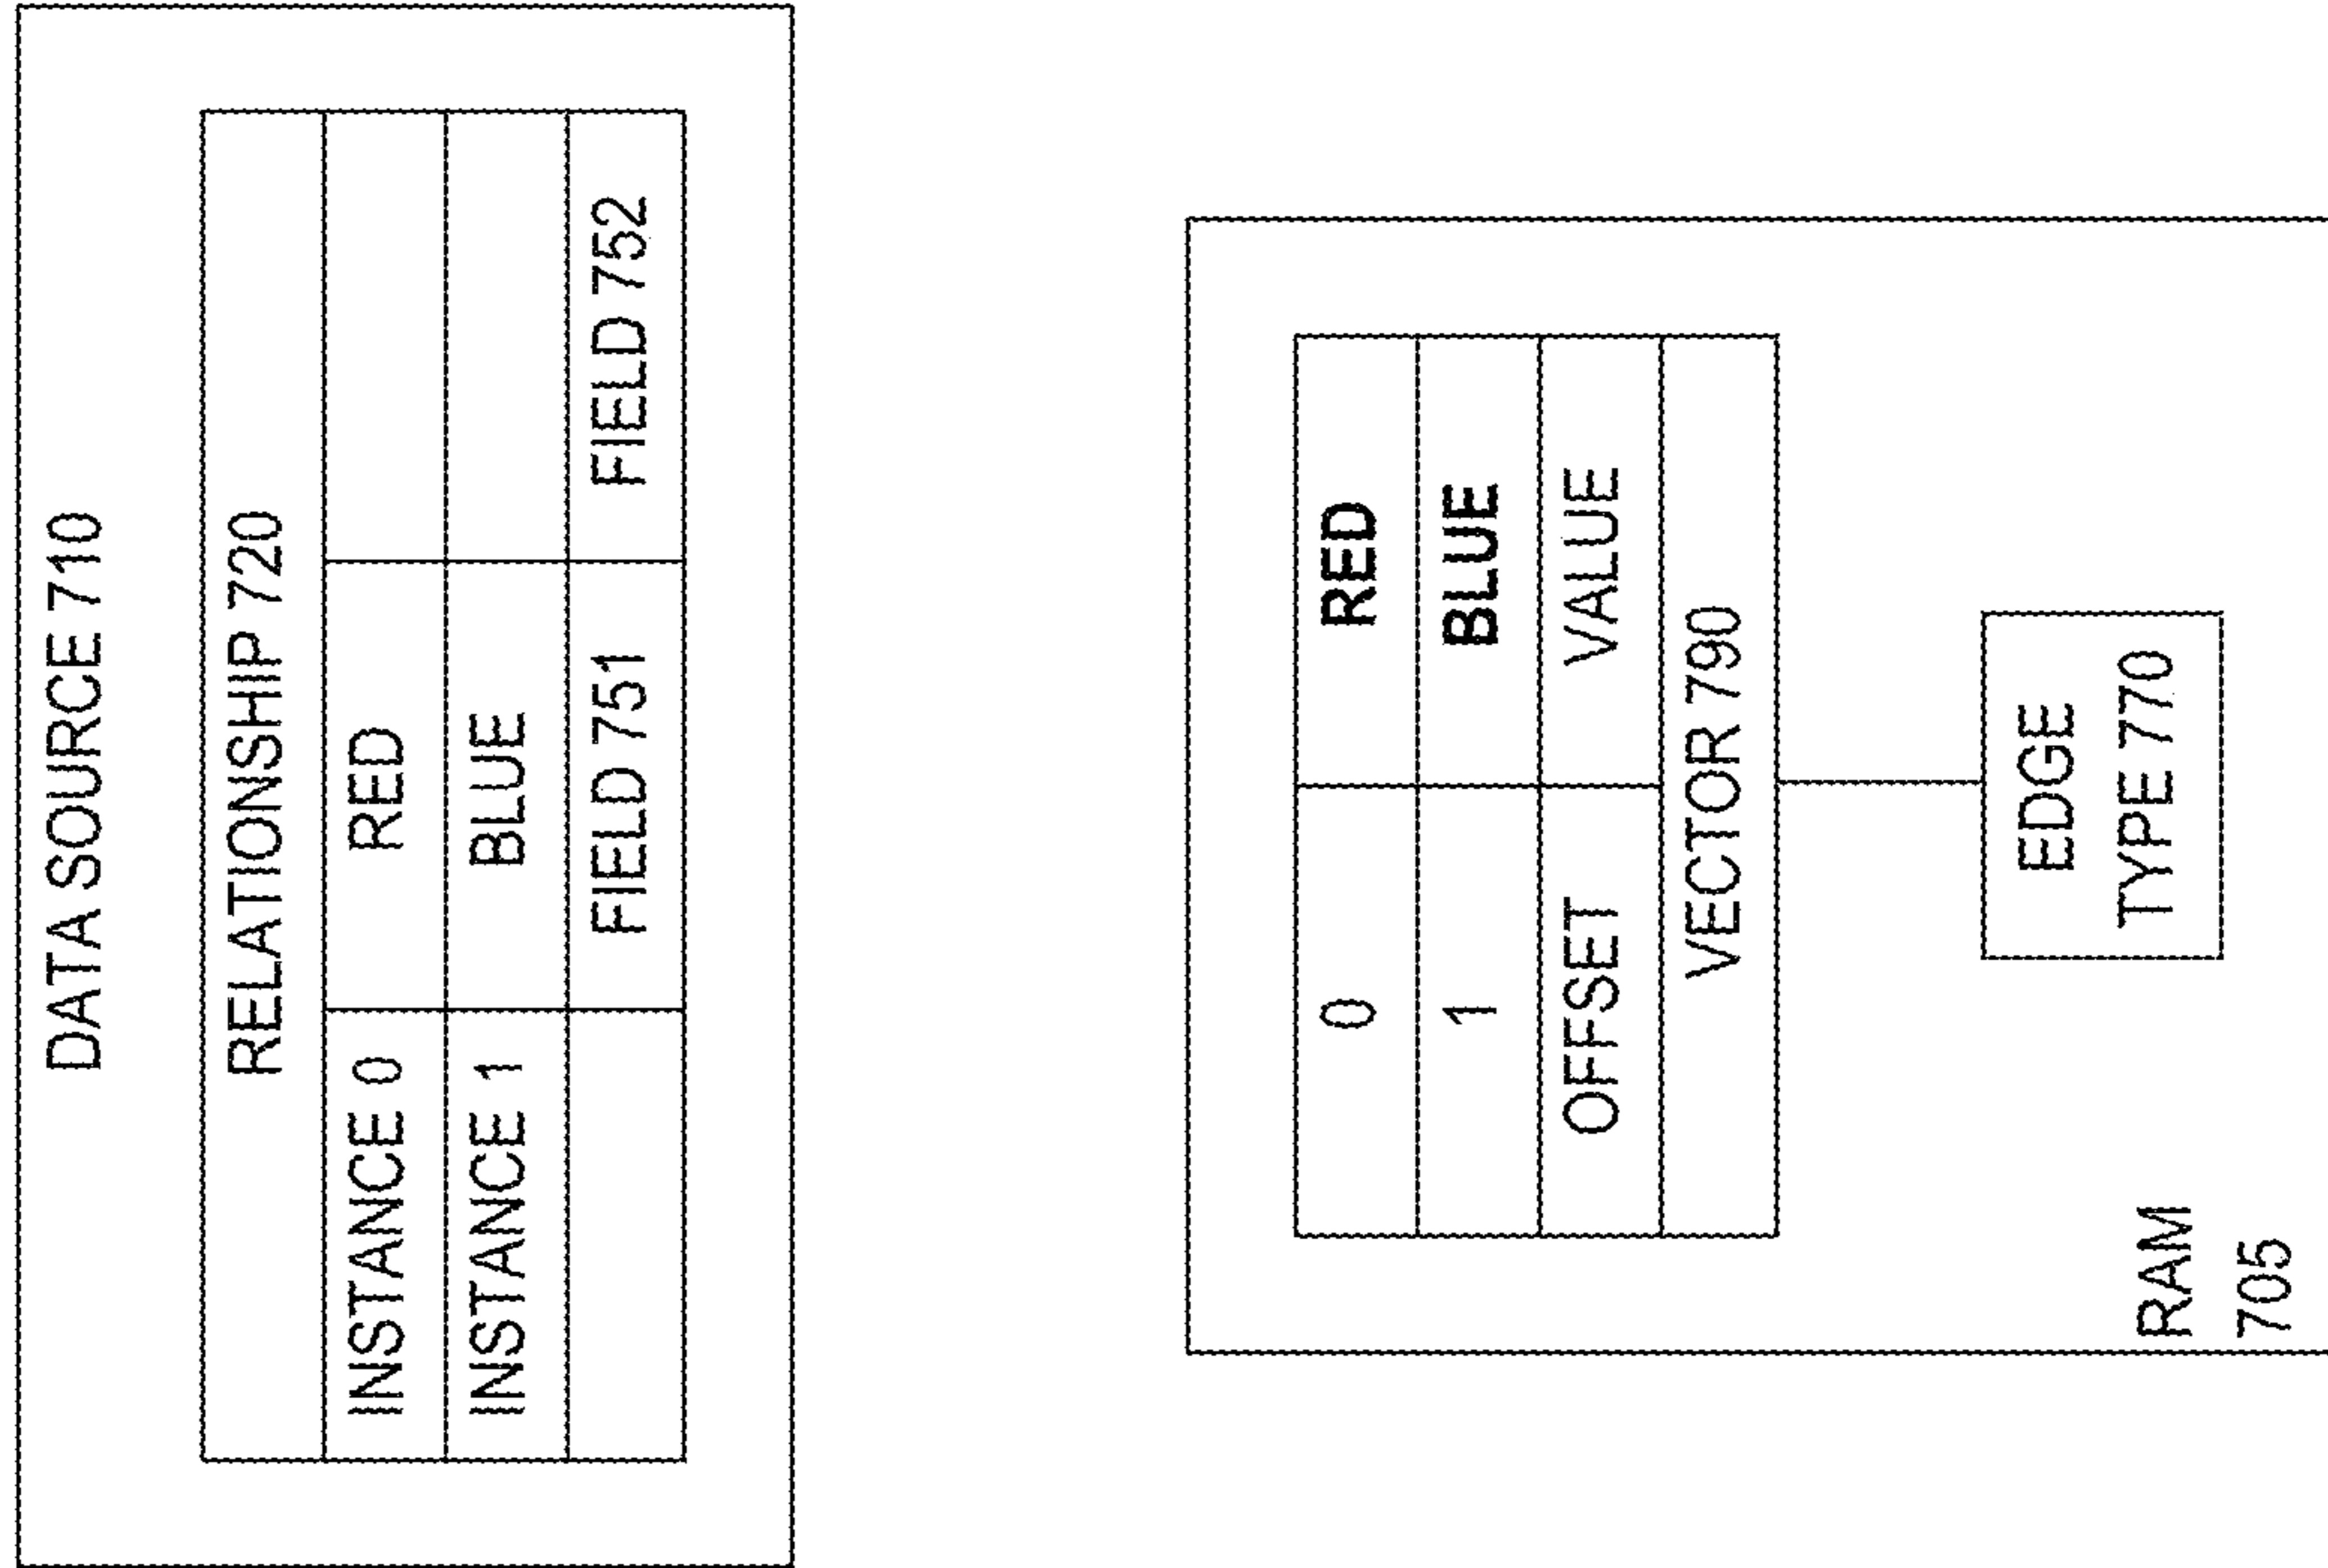 DATA SOURCE 710
RELATIONSHIP 720
INSTANCE 0 RED
INSTANCE 1 BLUE
FIELD 751 FIELD 752
0 RED
1 BLUE
OFFSET VALUE
VECTOR 790
EDGE
TYPE 770
RAM
705